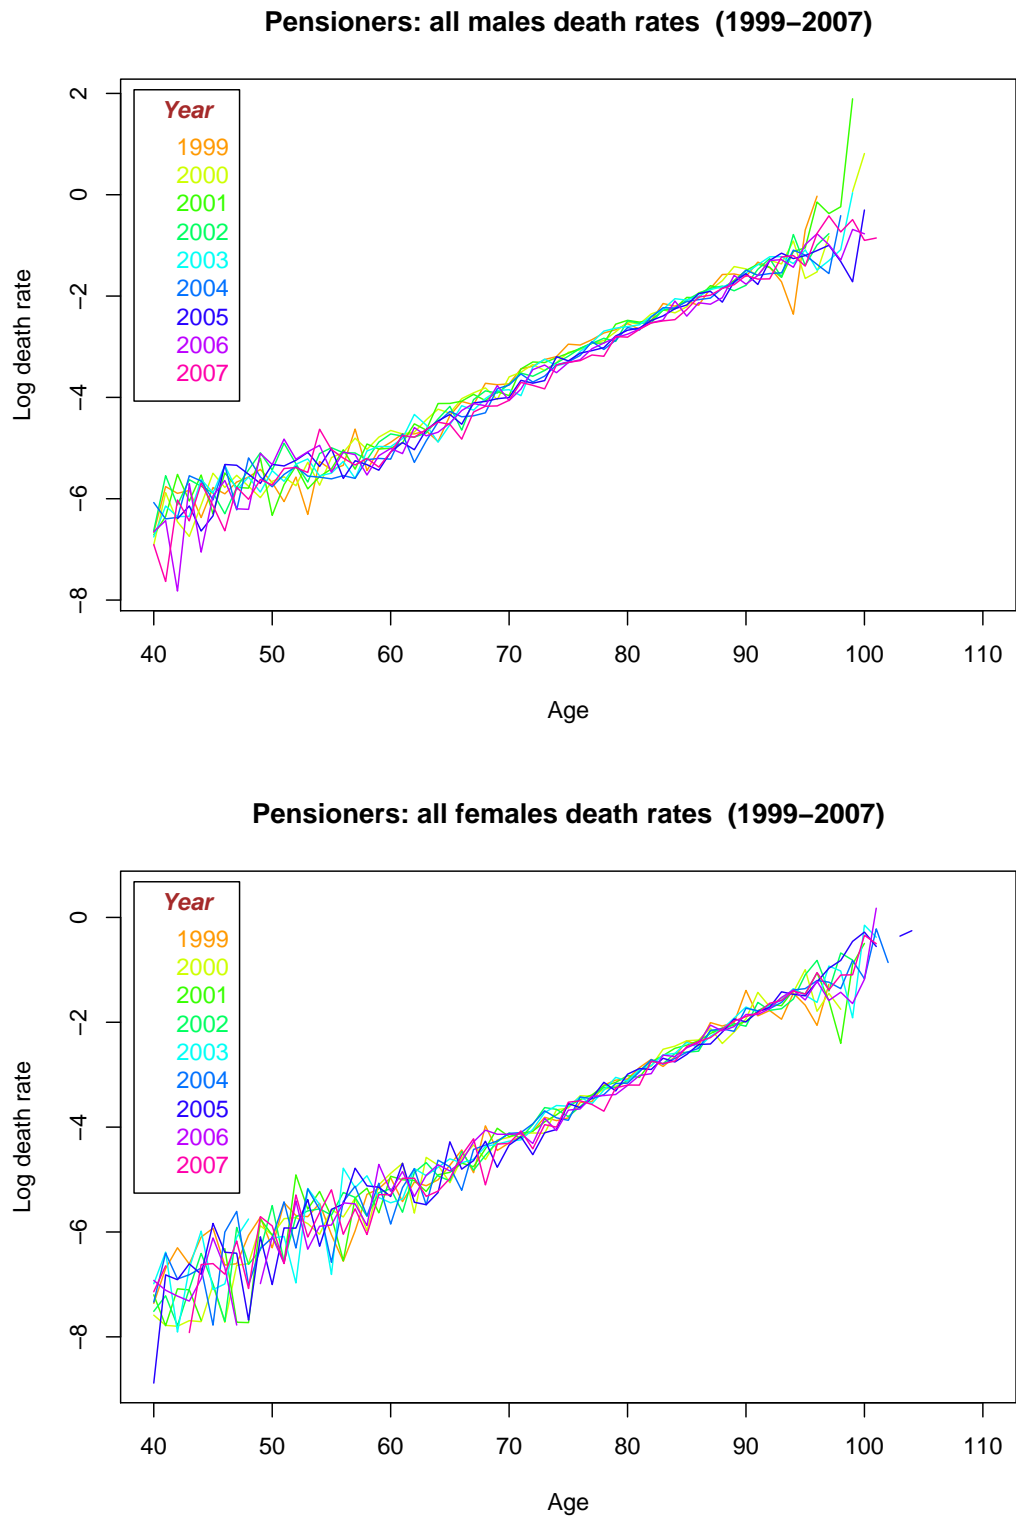 Pensioners: all males death rates (1999−2007)
Year
1999
2000
2001
2002
2003
2004
2005
2006
2007
Log death rate
2
0
−2
−4
−6
−8
40 50 60 70 80 90 100 110
Age
Pensioners: all females death rates (1999−2007)
Year
1999
2000
2001
2002
2003
2004
2005
2006
2007
Log death rate
0
−2
−4
−6
−8
40 50 60 70 80 90 100 110
Age